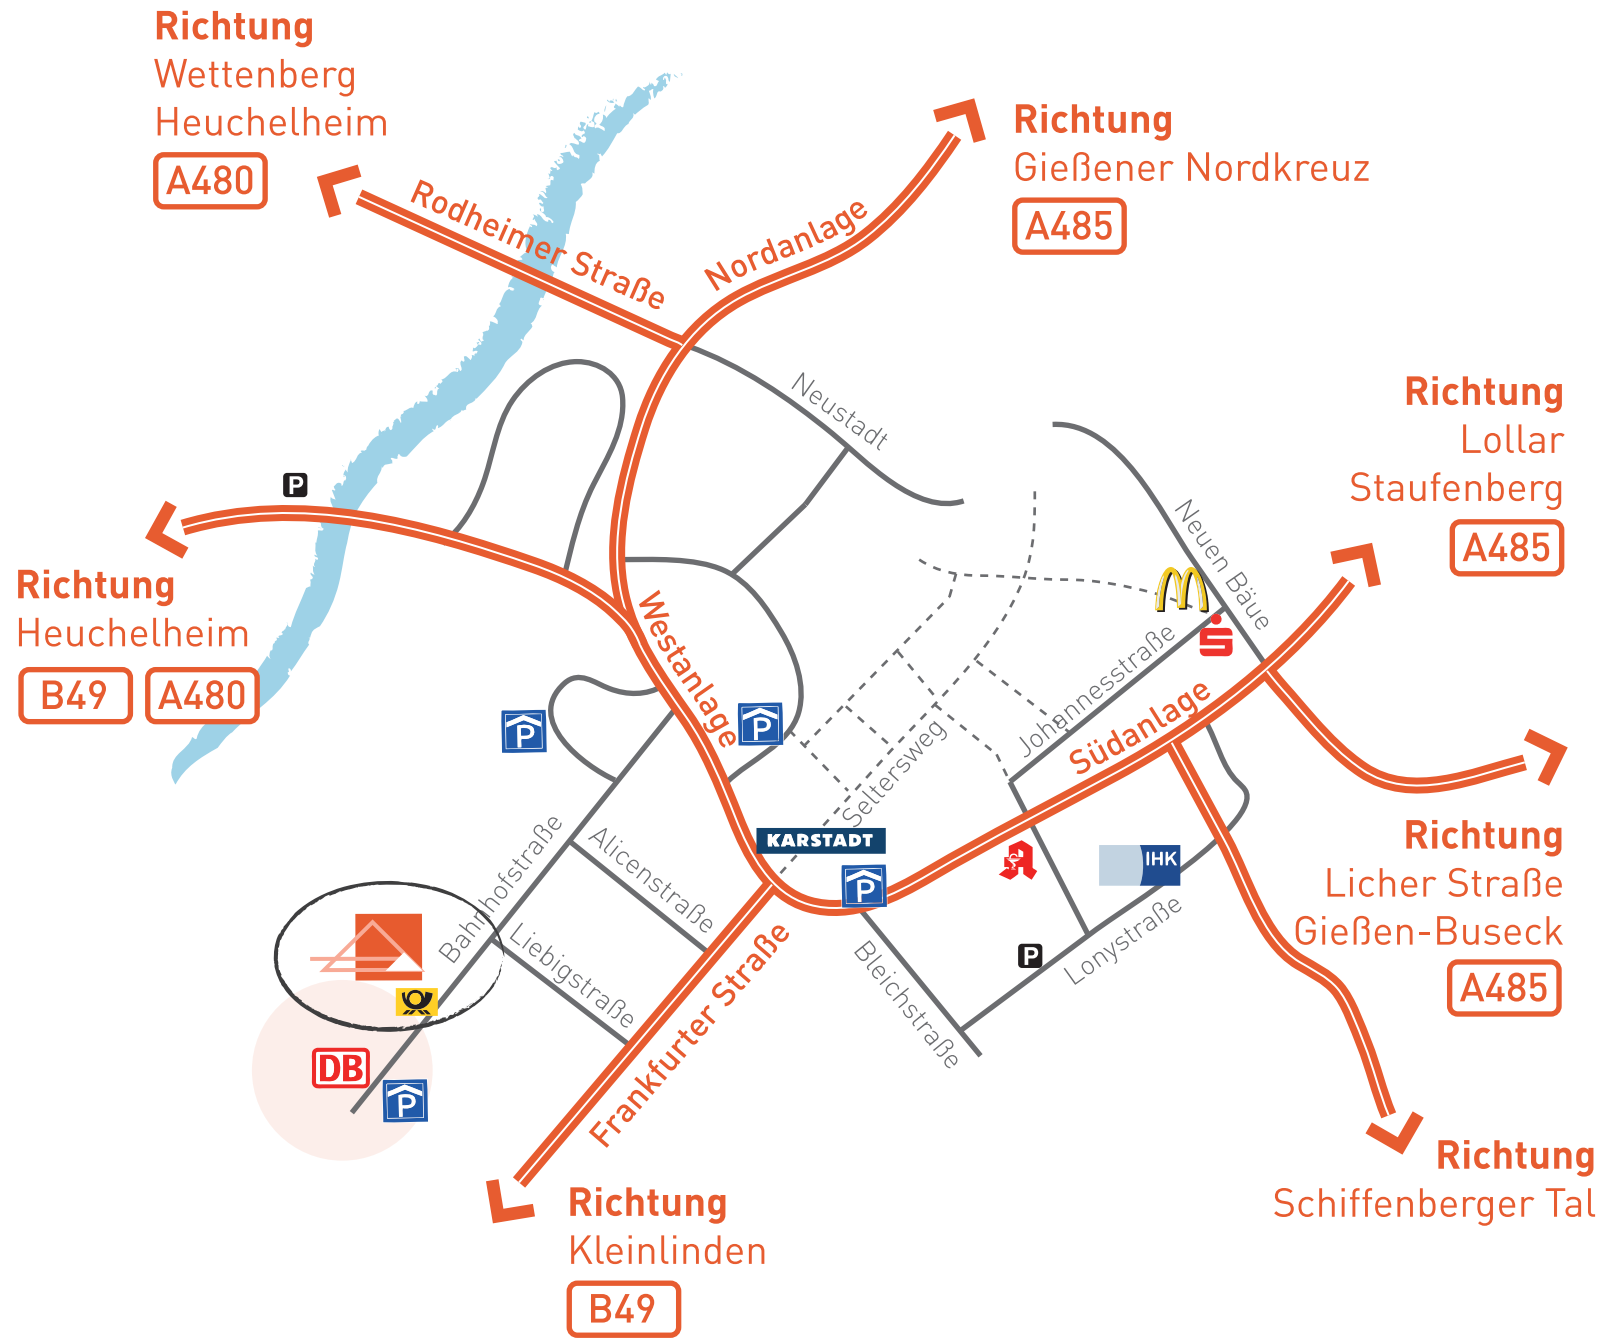 Richtung
Wettenberg
Heuchelheim
A480
Richtung
Gießener Nordkreuz
A485
Rodheimer Straße
Nordanlage
Neustadt
Richtung
Lollar
Staufenberg
A485
P
Neuen Bäue
Richtung
Heuchelheim
B49 A480
Westanlage
Johannesstraße
S
Südanlage
P
P
Seltersweg
KARSTADT
P
IHK
Bahnhofstraße
Alicenstraße
Liebigstraße
Frankfurter Straße
Bleichstraße
P
Lonystraße
Richtung
Licher Straße
Gießen-Buseck
A485
DB
P
Richtung
Schiffenberger Tal
Richtung
Kleinlinden
B49